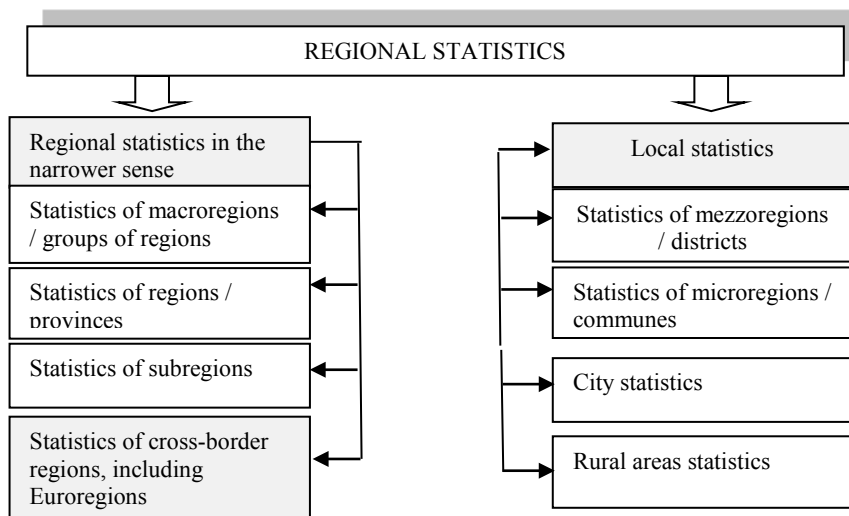 REGIONAL STATISTICS
Regional statistics in the
narrower sense
Statistics of macroregions
/ groups of regions
Statistics of regions /
provinces
Statistics of subregions
Statistics of cross-border
regions, including
Euroregions
Local statistics
Statistics of mezzoregions
/ districts
Statistics of microregions /
communes
City statistics
Rural areas statistics